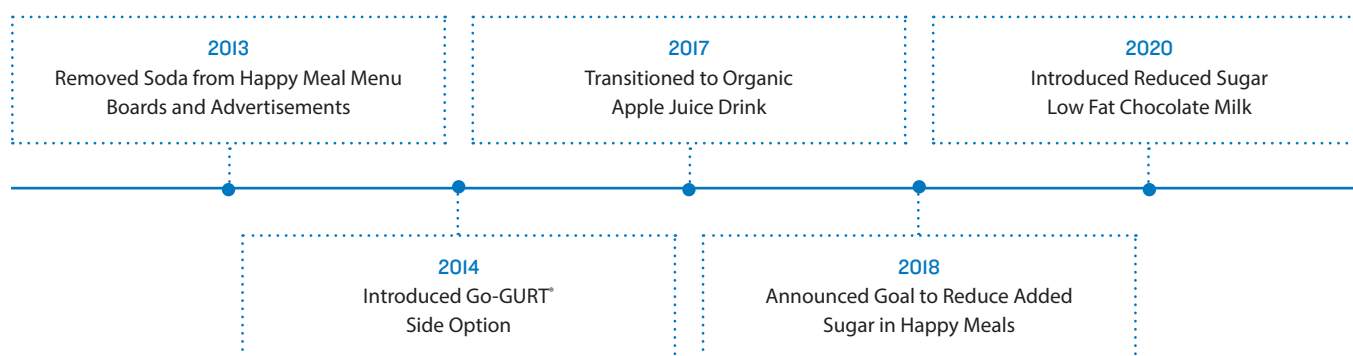 2013
Removed Soda from Happy Meal Menu
Boards and Advertisements
2014
Introduced Go-GURT®
Side Option
2017
Transitioned to Organic
Apple Juice Drink
2018
Announced Goal to Reduce Added
Sugar in Happy Meals
2020
Introduced Reduced Sugar
Low Fat Chocolate Milk